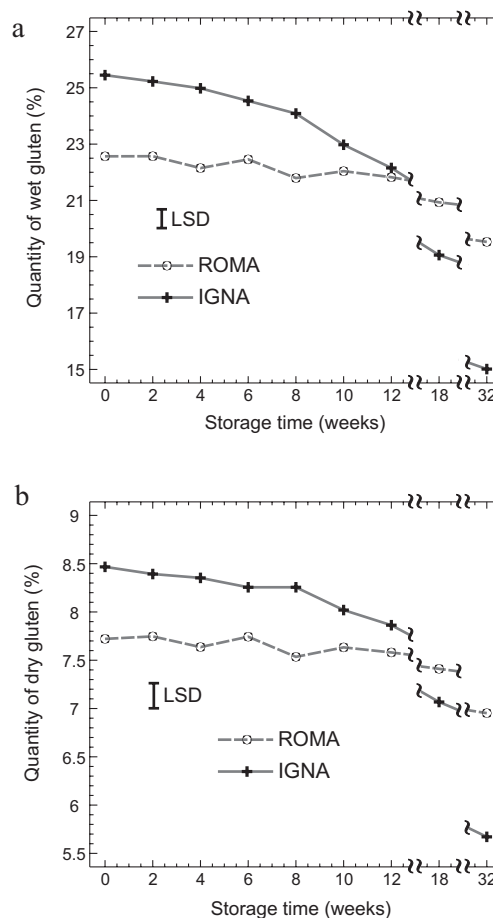 a
27
25
23
21
19
17
15
Quantity of wet gluten (%)
LSD
ROMA
IGNA
0 2 4 6 8 10 12 18 32
Storage time (weeks)
b
9
8.5
8
7.5
7
6.5
6
5.5
Quantity of dry gluten (%)
LSD
ROMA
IGNA
0 2 4 6 8 10 12 18 32
Storage time (weeks)